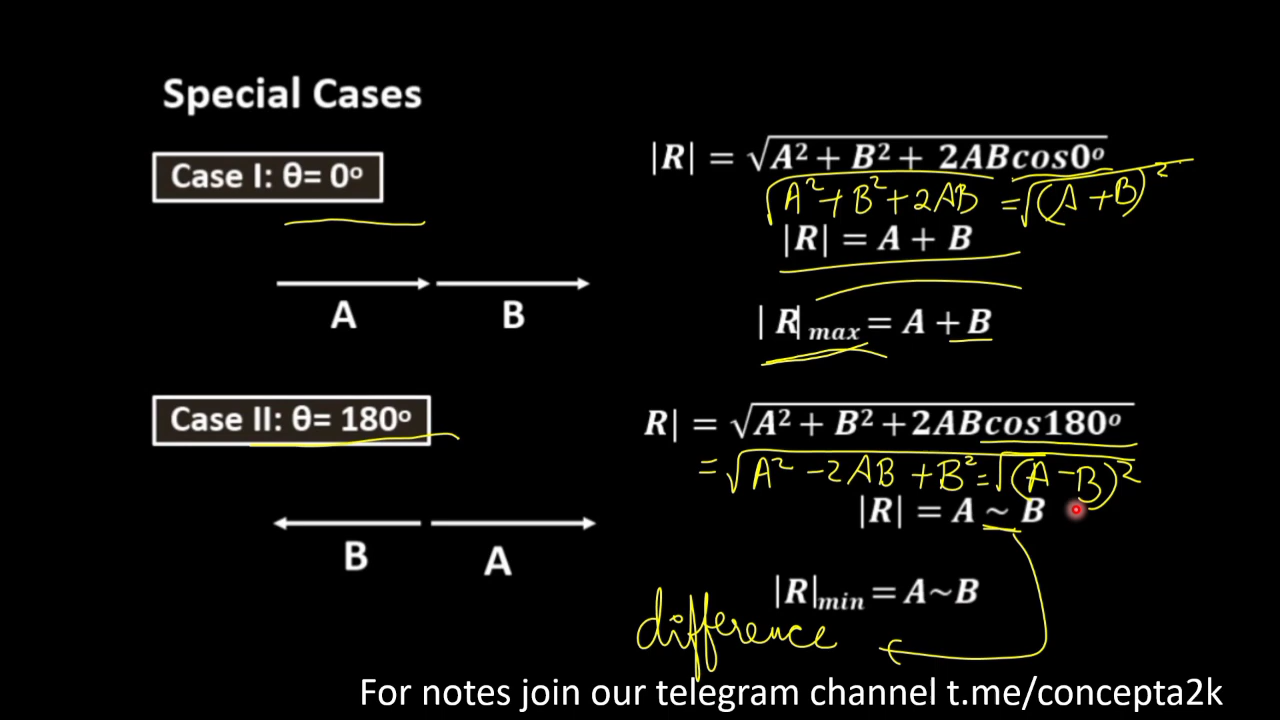 Special Cases
Case I: θ= 0°
|R| = √A² + B² + 2ABcos0°
√A² + B² + 2AB = √(A + B)²
|R| = A + B
A B
|R|max = A + B
Case II: θ= 180°
R| = √A² + B² + 2ABcos180°
= √A² - 2AB + B² = √(A - B)²
|R| = A ~ B
B A
|R|min = A~B
difference
For notes join our telegram channel t.me/concepta2k